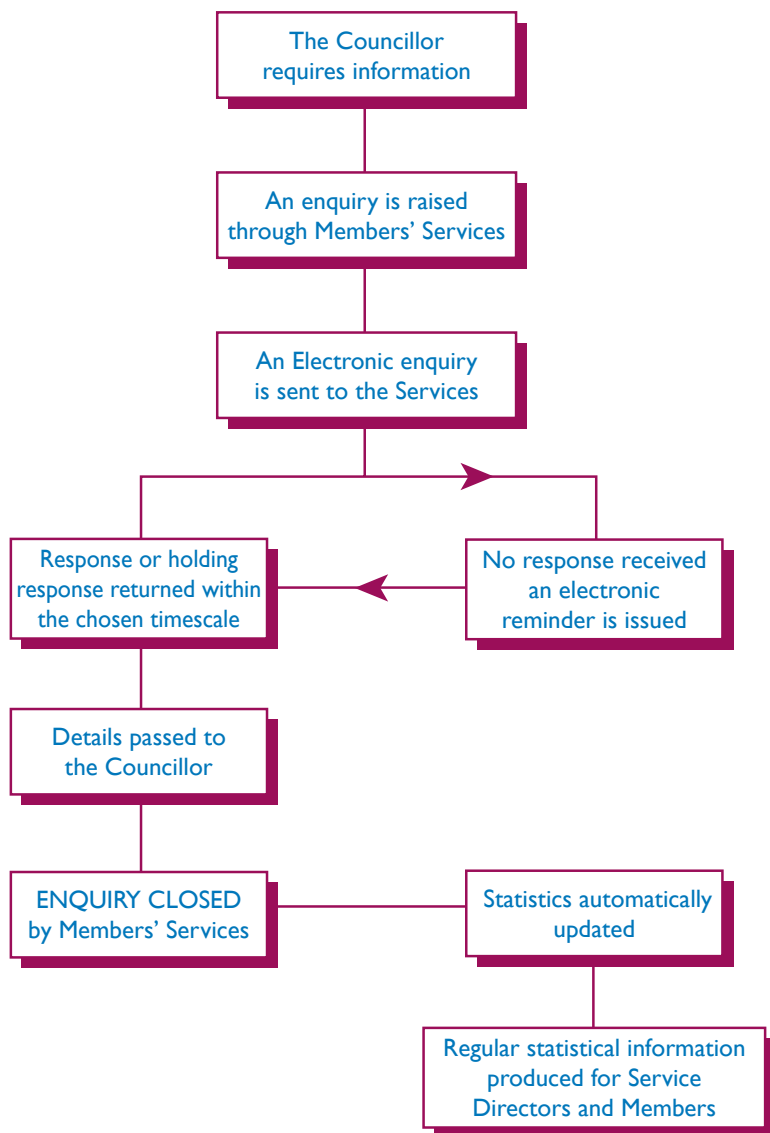 The Councillor
requires information
An enquiry is raised
through Members’ Services
An Electronic enquiry
is sent to the Services
Response or holding
response returned within
the chosen timescale
No response received
an electronic
reminder is issued
Details passed to
the Councillor
ENQUIRY CLOSED
by Members’ Services
Statistics automatically
updated
Regular statistical information
produced for Service
Directors and Members